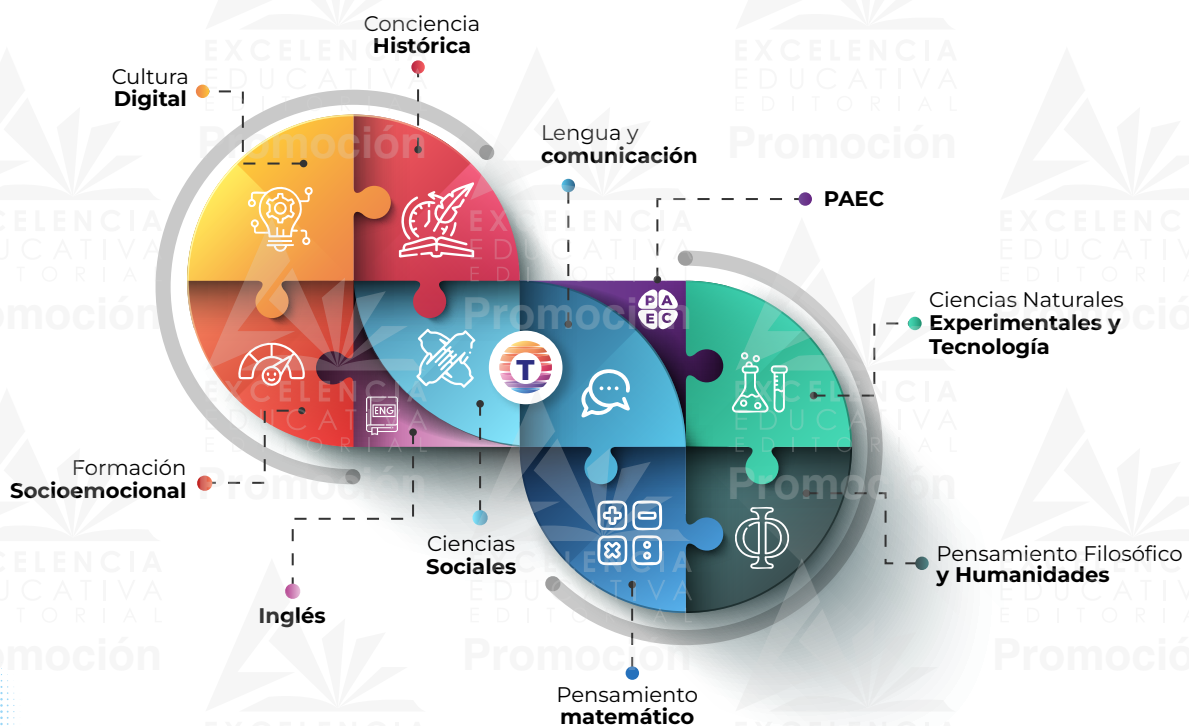 Conciencia
Histórica
Cultura
Digital
Lengua y
comunicación
PAEC
P A
E C
Ciencias Naturales
Experimentales y
Tecnología
T
ENG
Formación
Socioemocional
Ciencias
Sociales
Inglés
Pensamiento Filosófico
y Humanidades
Pensamiento
matemático
EXCELENCIA
EDUCATIVA
EDITORIAL
Promoción